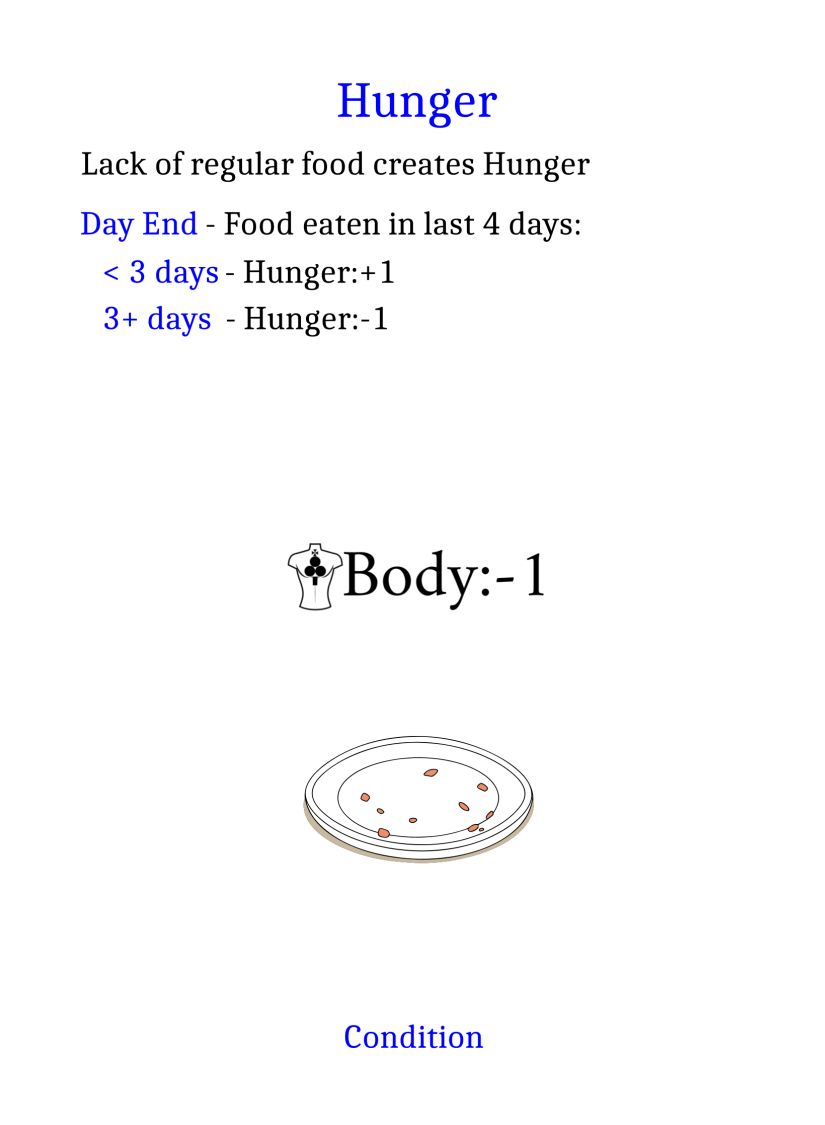 Hunger
Lack of regular food creates Hunger
Day End - Food eaten in last 4 days:
< 3 days - Hunger:+1
3+ days - Hunger:-1
Body:-1
Condition